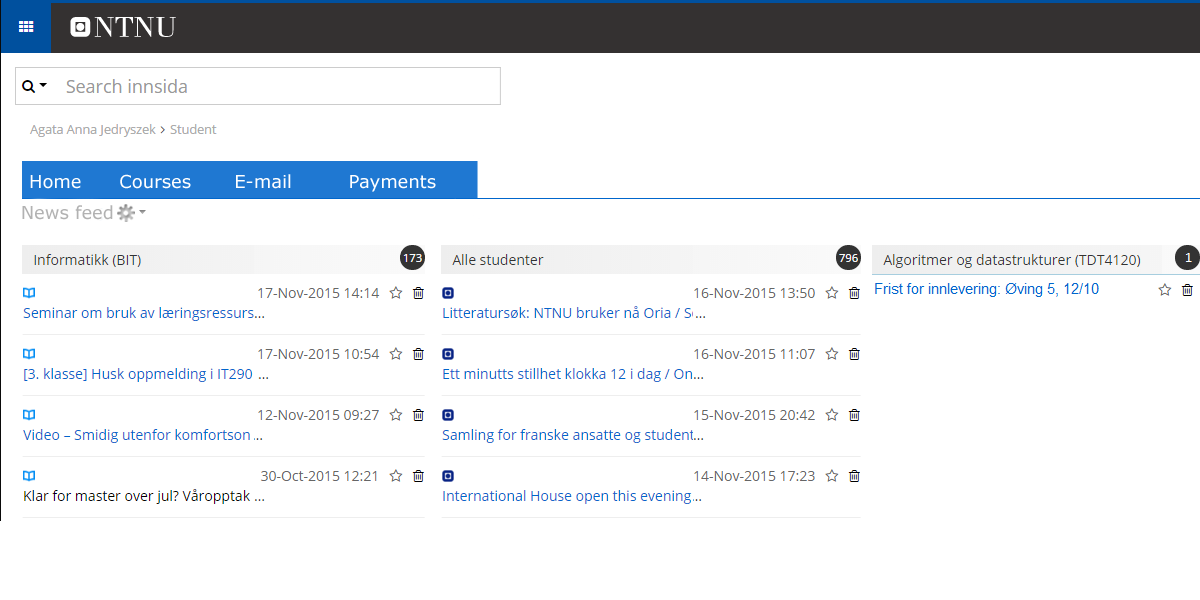 NTNU
Search innsida
Agata Anna Jedryszek > Student
Home Courses E-mail Payments
News feed
Informatikk (BIT) 173
17-Nov-2015 14:14
Seminar om bruk av læringsressurs...
17-Nov-2015 10:54
[3. klasse] Husk oppmelding i IT290 ...
12-Nov-2015 09:27
Video – Smidig utenfor komfortson ...
30-Oct-2015 12:21
Klar for master over jul? Våropptak ...
Alle studenter 796
16-Nov-2015 13:50
Litteratursøk: NTNU bruker nå Oria / S...
16-Nov-2015 11:07
Ett minutts stillhet klokka 12 i dag / On...
15-Nov-2015 20:42
Samling for franske ansatte og student...
14-Nov-2015 17:23
International House open this evening...
Algoritmer og datastrukturer (TDT4120) 1
Frist for innlevering: Øving 5, 12/10